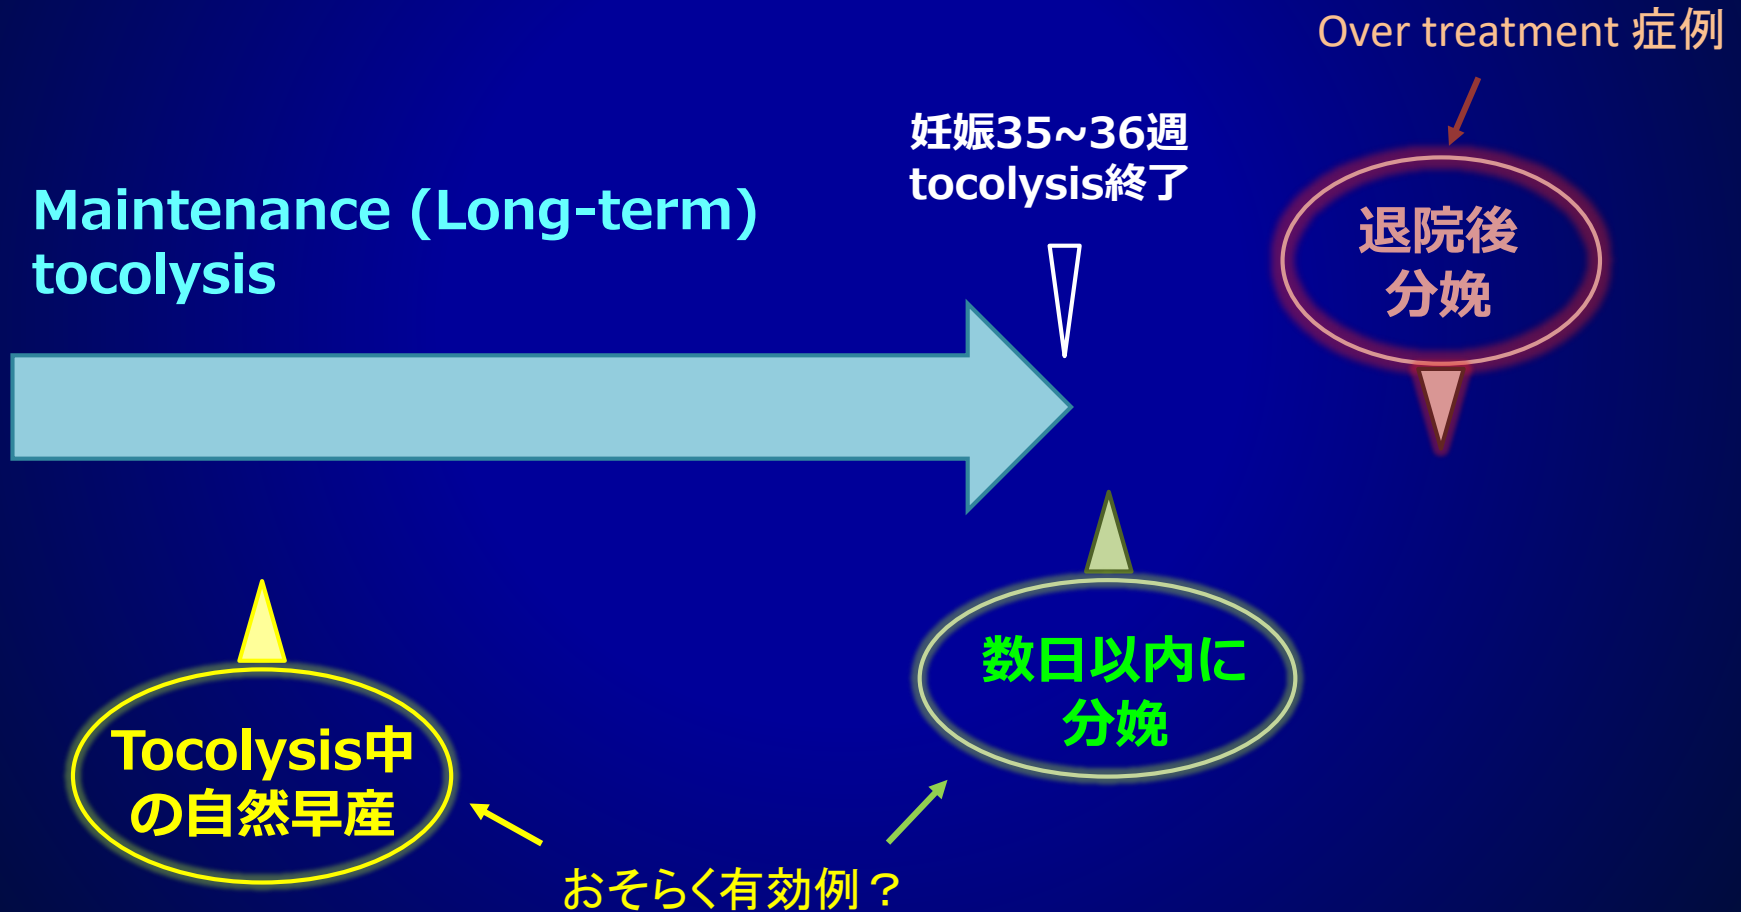 Over treatment 症例
妊娠35~36週
tocolysis終了
Maintenance (Long-term)
tocolysis
退院後
分娩
数日以内に
分娩
Tocolysis中
の自然早産
おそらく有効例？